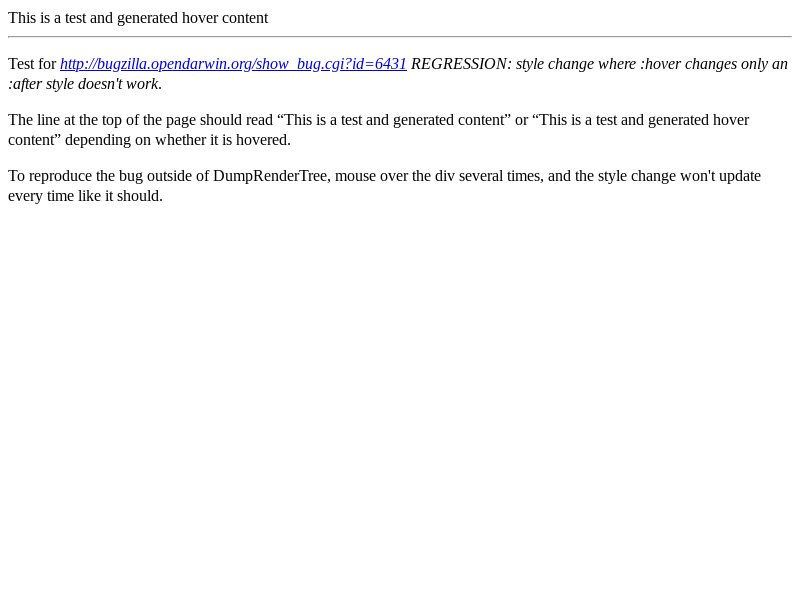 This is a test and generated hover content
Test for http://bugzilla.opendarwin.org/show_bug.cgi?id=6431 REGRESSION: style change where :hover changes only an
:after style doesn't work.
The line at the top of the page should read “This is a test and generated content” or “This is a test and generated hover
content” depending on whether it is hovered.
To reproduce the bug outside of DumpRenderTree, mouse over the div several times, and the style change won't update
every time like it should.